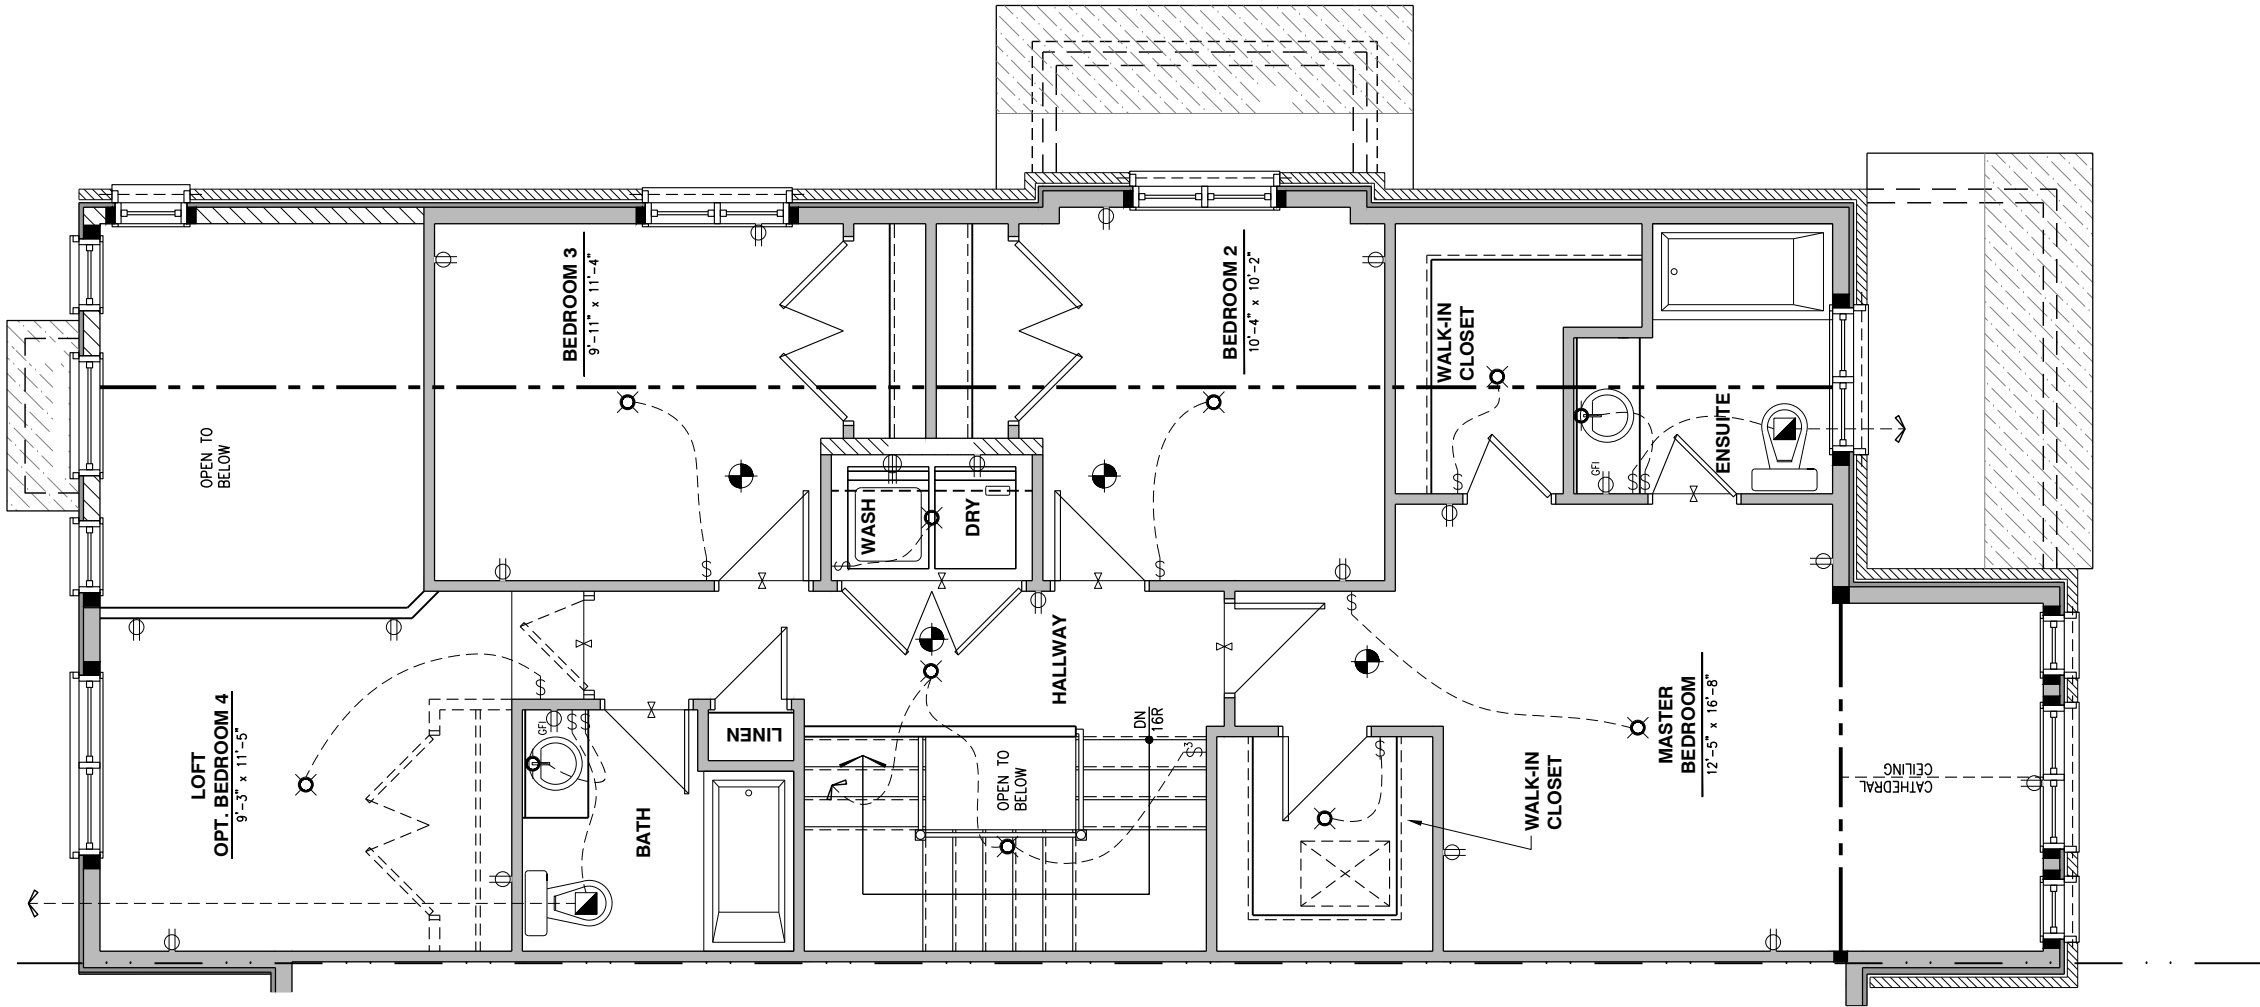 OPEN TO
BELOW
BEDROOM 3
9'-11" x 11'-4"
BEDROOM 2
10'-4" x 10'-2"
WALK-IN
CLOSET
ENSUITE
GFI
WASH
DRY
HALLWAY
LOFT
OPT. BEDROOM 4
9'-3" x 11'-5"
GFI
BATH
LINEN
OPEN TO
BELOW
DN
16R
3
WALK-IN
CLOSET
MASTER
BEDROOM
12'-5" x 16'-8"
CATHEDRAL
CEILING